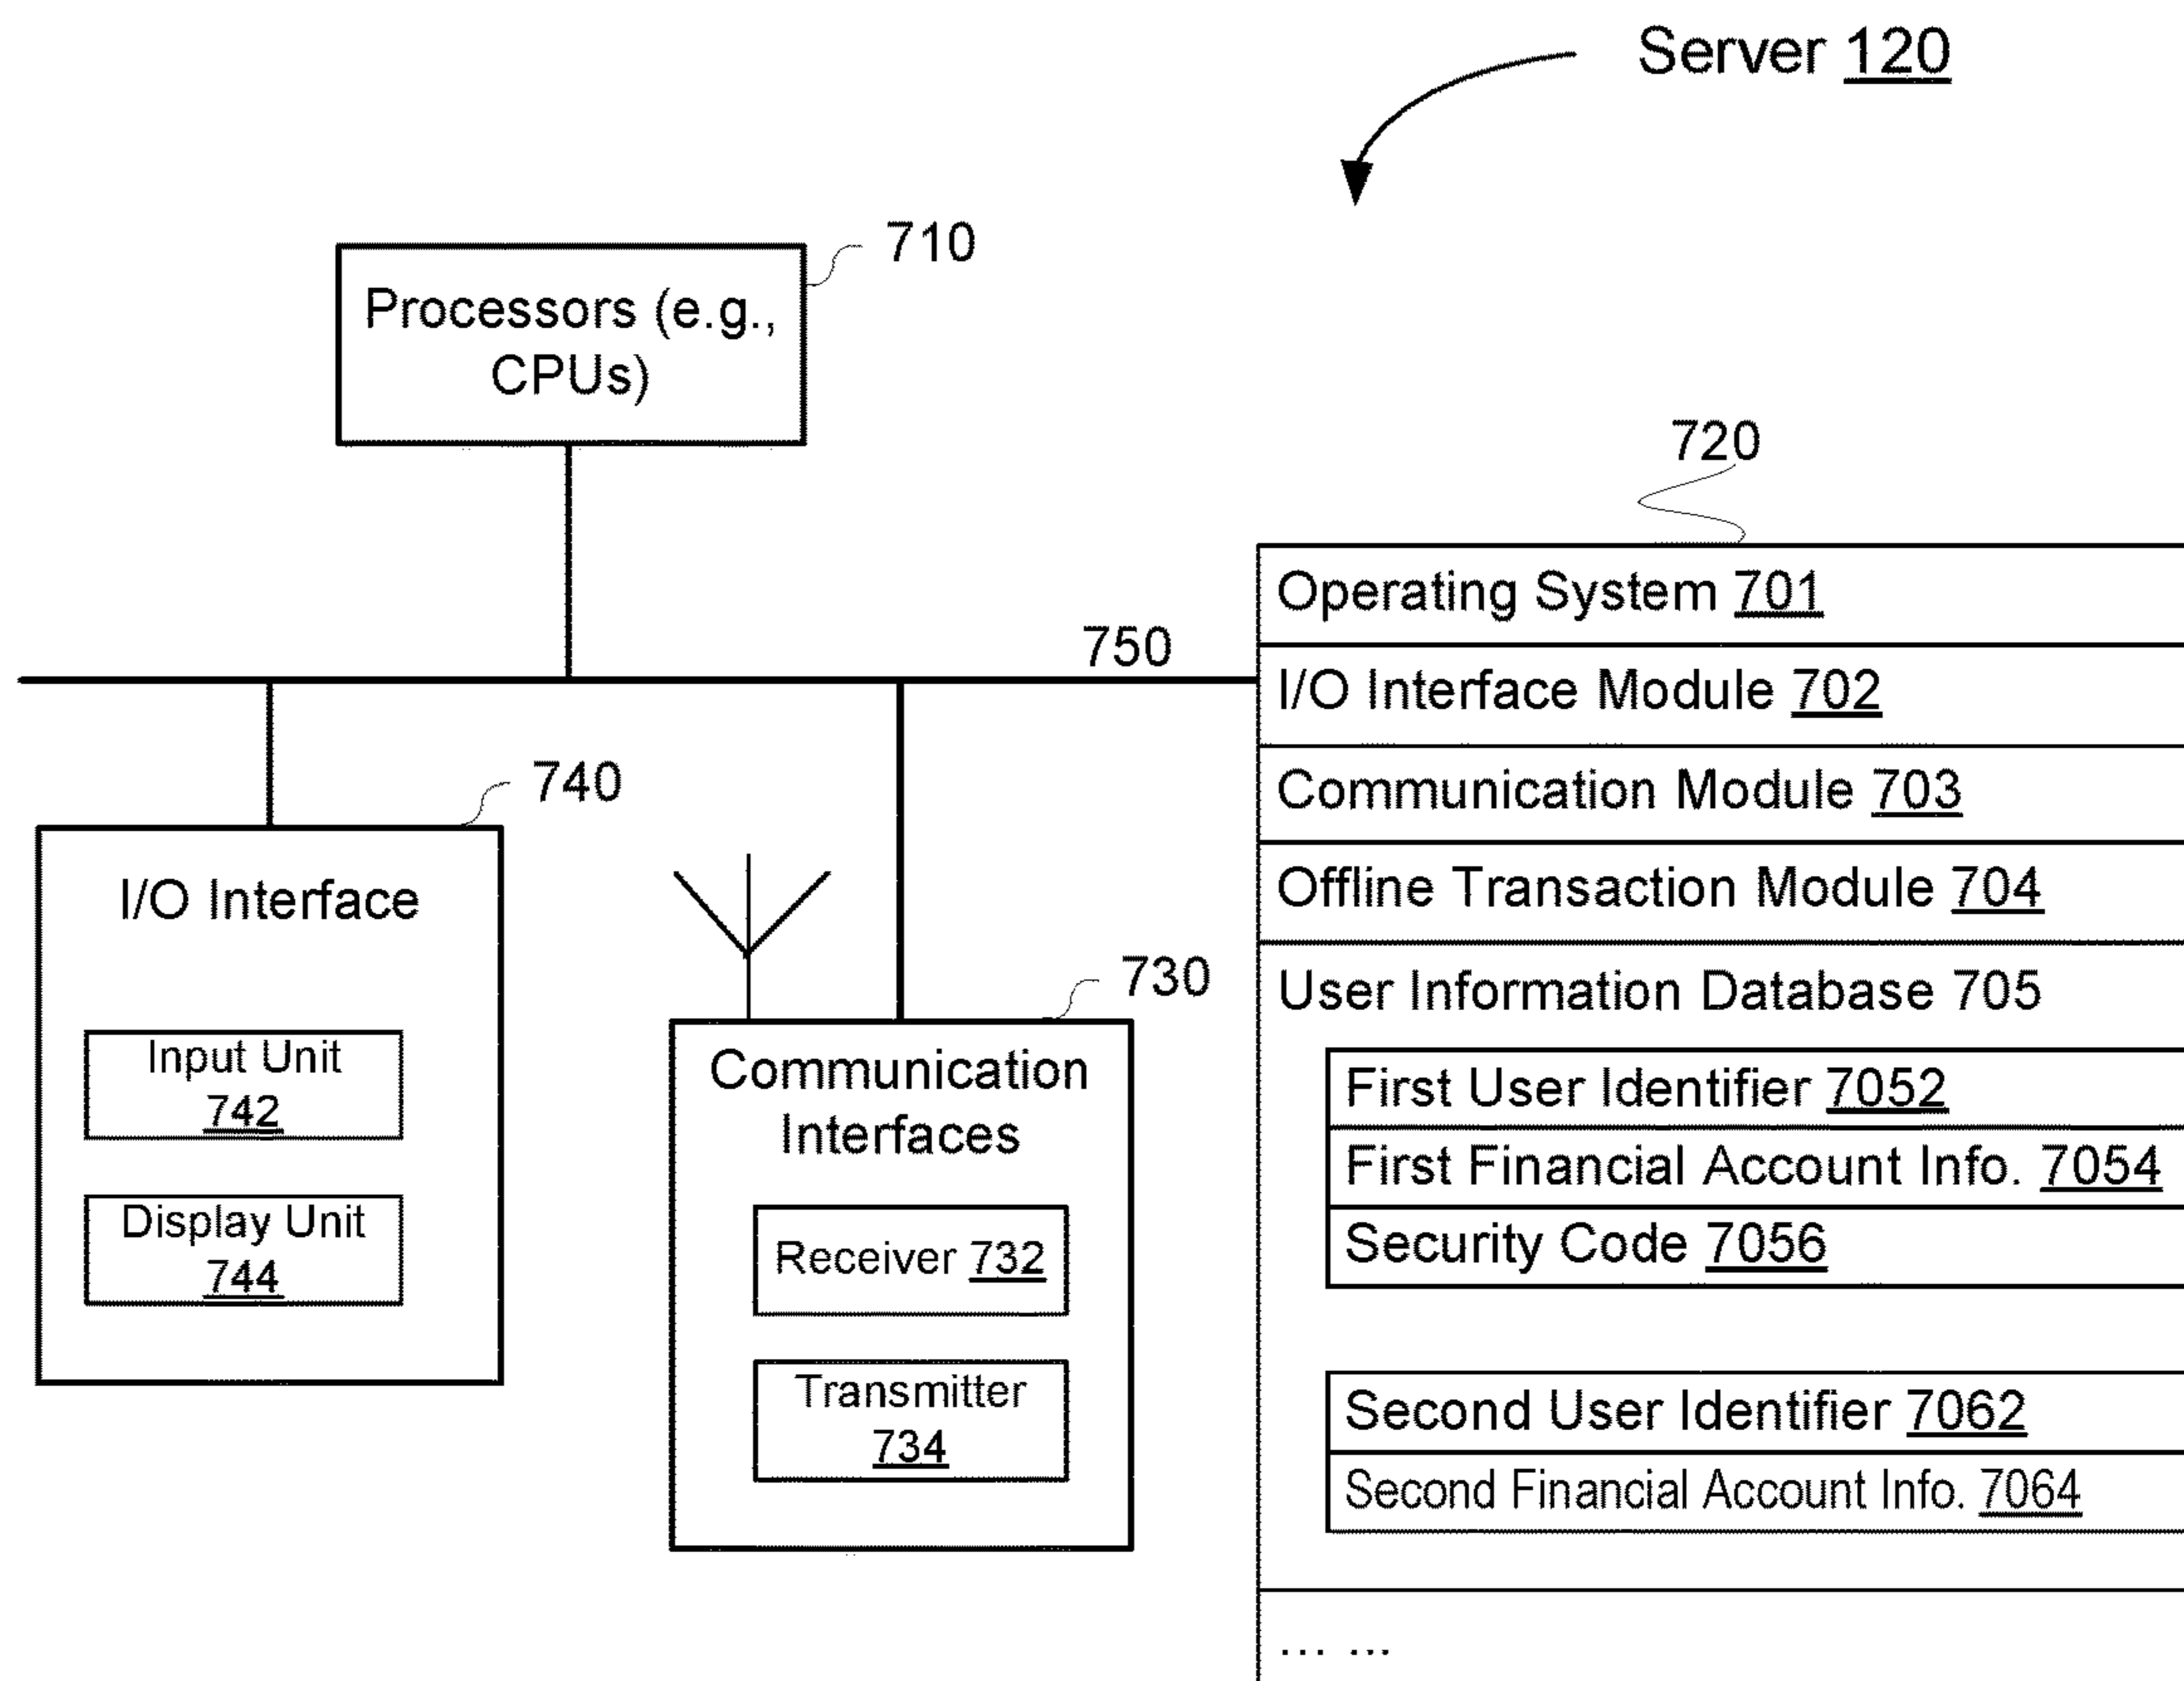 Server 120
710
Processors (e.g.,
CPUs)
720
750
Operating System 701
I/O Interface Module 702
Communication Module 703
Offline Transaction Module 704
User Information Database 705
First User Identifier 7052
First Financial Account Info. 7054
Security Code 7056
Second User Identifier 7062
Second Financial Account Info. 7064
... ...
740
I/O Interface
Input Unit
742
Display Unit
744
730
Communication
Interfaces
Receiver 732
Transmitter
734